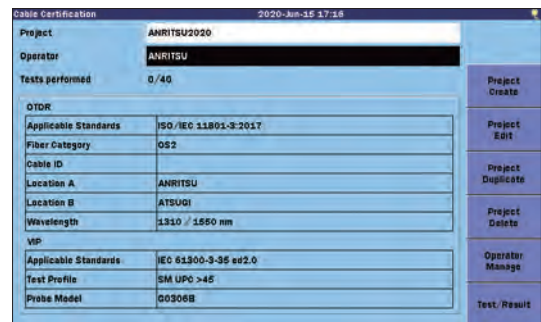 Cable Certification 2020-Jun-15 17:16
Project ANRITSU2020
Operator ANRITSU
Tests performed 0/40
OTDR
Applicable Standards ISO/IEC 11801-3:2017
Fiber Category OS2
Cable ID
Location A ANRITSU
Location B ATSUGI
Wavelength 1310 / 1550 nm
VIP
Applicable Standards IEC 61300-3-35 ed2.0
Test Profile SM UPC >45
Probe Model G0306B
Project
Create
Project
Edit
Project
Duplicate
Project
Delete
Operator
Manage
Test/Result